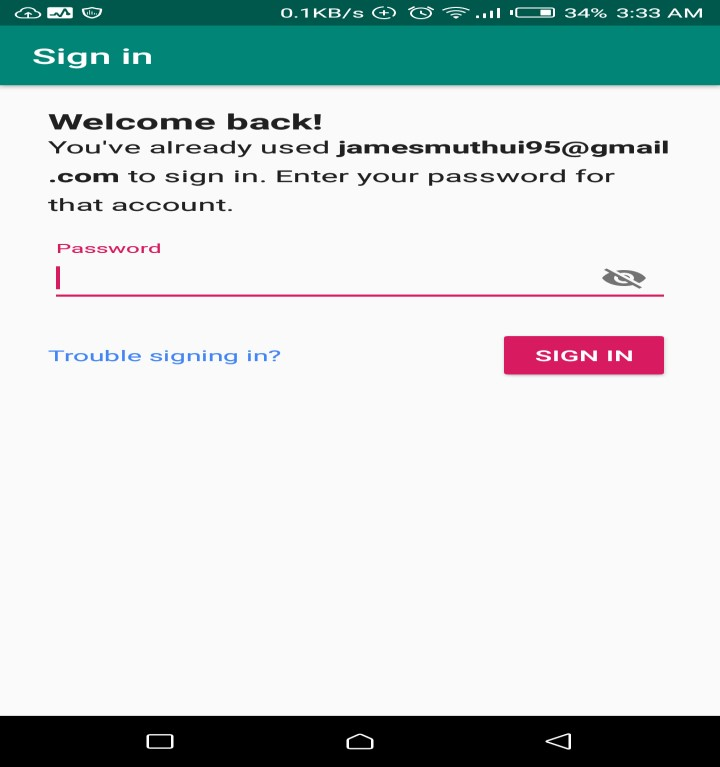 0.1KB/s 34% 3:33 AM
Sign in
Welcome back!
You've already used jamesmuthui95@gmail
.com to sign in. Enter your password for
that account.
Password
Trouble signing in?
SIGN IN